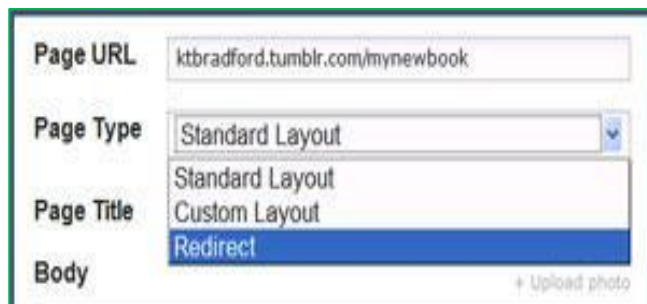 Page URL ktbradford.tumblr.com/mynewbook
Page Type Standard Layout
Standard Layout
Page Title Custom Layout
Redirect
Body
+ Upload photo